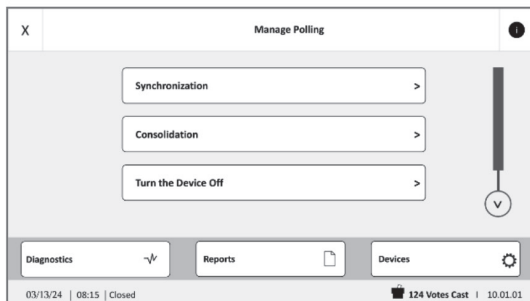 X Manage Polling i
Synchronization >
Consolidation >
Turn the Device Off >
v
Diagnostics Reports Devices
03/13/24 | 08:15 | Closed 124 Votes Cast | 10.01.01